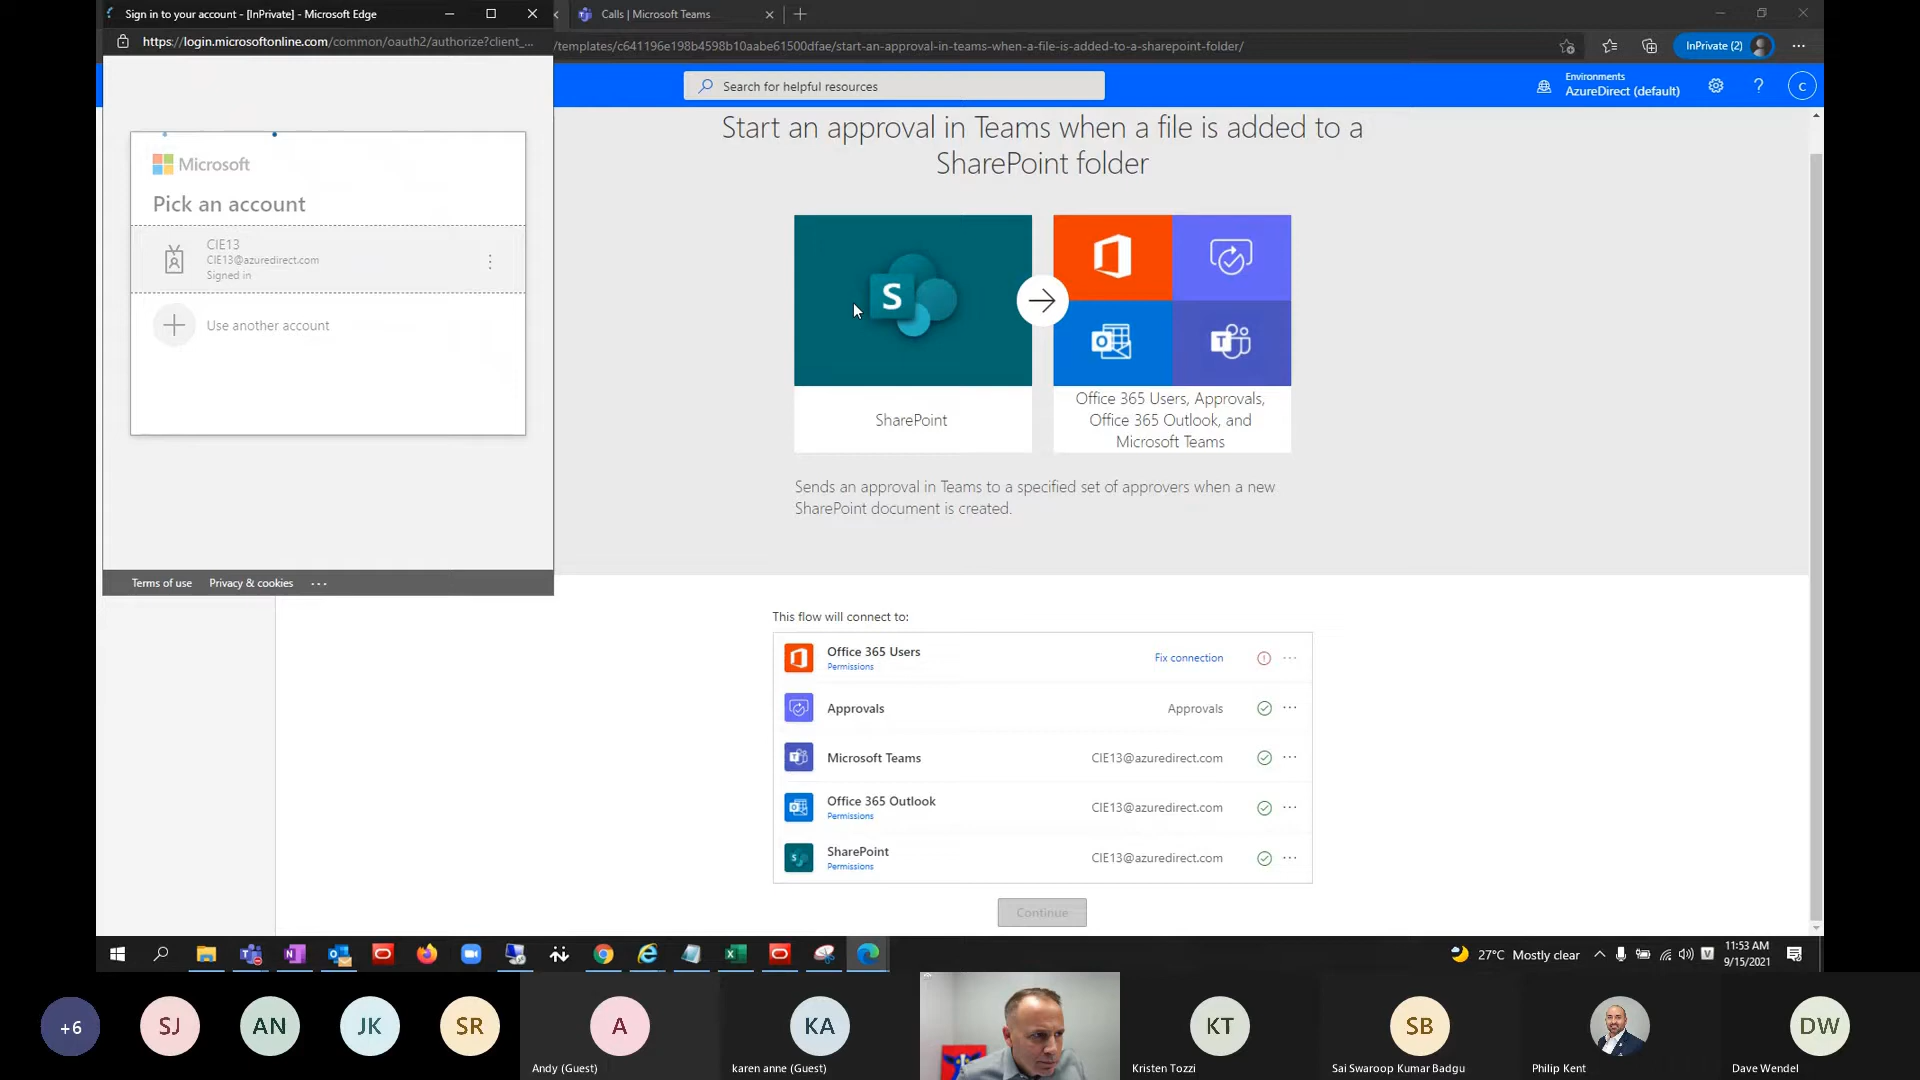 Sign in to your account - [InPrivate] - Microsoft Edge
https://login.microsoftonline.com/common/oauth2/authorize?client_...
Calls | Microsoft Teams
/templates/c641196e198b4598b10aabe61500dfae/start-an-approval-in-teams-when-a-file-is-added-to-a-sharepoint-folder/
InPrivate (2)
Search for helpful resources
Environments
AzureDirect (default)
C
Microsoft
Pick an account
CIE13
CIE13@azuredirect.com
Signed in
Use another account
Terms of use
Privacy & cookies
...
Start an approval in Teams when a file is added to a
SharePoint folder
S
SharePoint
Office 365 Users, Approvals,
Office 365 Outlook, and
Microsoft Teams
Sends an approval in Teams to a specified set of approvers when a new
SharePoint document is created.
This flow will connect to:
Office 365 Users
Permissions
Fix connection
Approvals
Approvals
Microsoft Teams
CIE13@azuredirect.com
Office 365 Outlook
Permissions
CIE13@azuredirect.com
SharePoint
Permissions
CIE13@azuredirect.com
Continue
27°C Mostly clear
11:53 AM
9/15/2021
+6
SJ
AN
JK
SR
A
Andy (Guest)
KA
karen anne (Guest)
KT
Kristen Tozzi
SB
Sai Swaroop Kumar Badgu
Philip Kent
DW
Dave Wendel